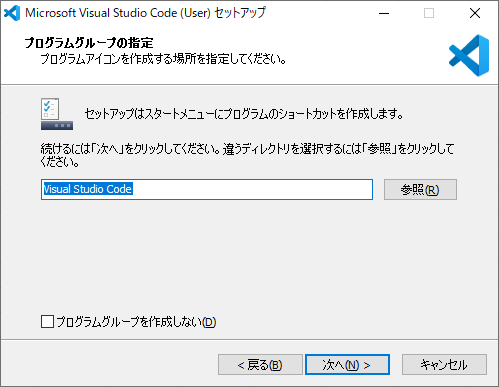 Microsoft Visual Studio Code (User) セットアップ
プログラムグループの指定
プログラムアイコンを作成する場所を指定してください。
セットアップはスタートメニューにプログラムのショートカットを作成します。
続けるには「次へ」をクリックしてください。違うディレクトリを選択するには「参照」をクリックして
ください。
Visual Studio Code
参照(R)
プログラムグループを作成しない(D)
< 戻る(B)
次へ(N) >
キャンセル